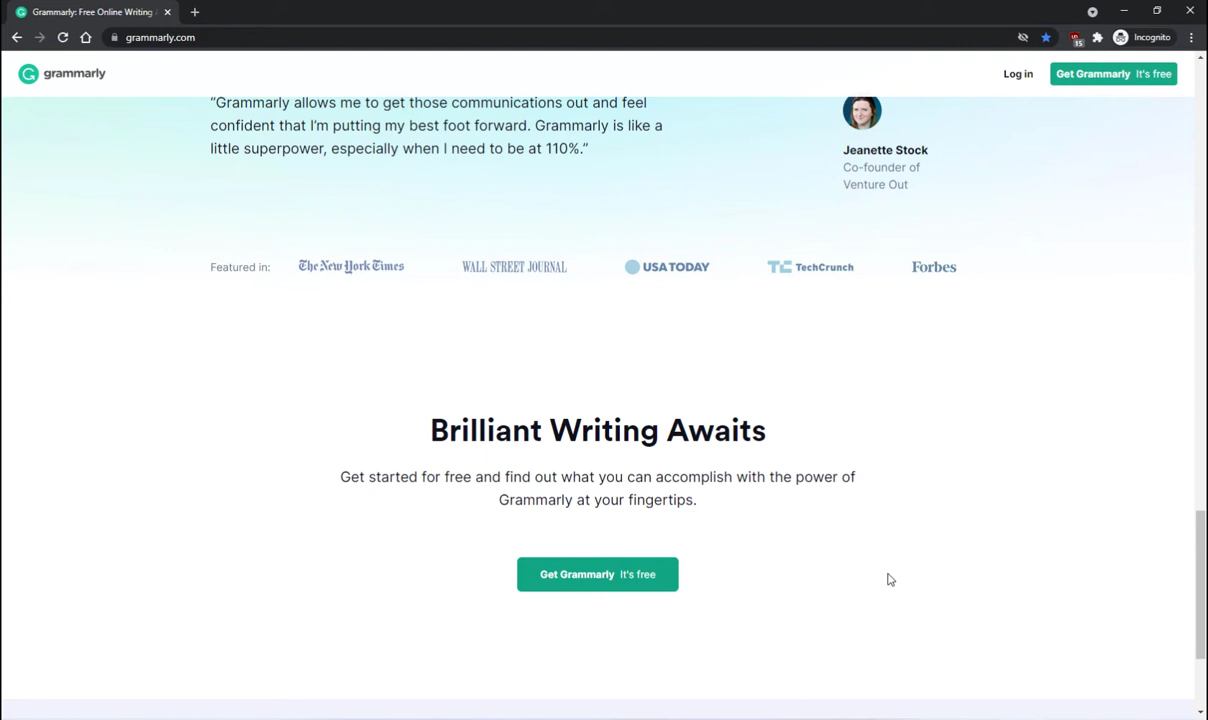 Grammarly: Free Online Writing
grammarly.com
15
Incognito
grammarly
Log in
Get Grammarly It's free
“Grammarly allows me to get those communications out and feel
confident that I’m putting my best foot forward. Grammarly is like a
little superpower, especially when I need to be at 110%.”
Jeanette Stock
Co-founder of
Venture Out
Featured in:
The New York Times
WALL STREET JOURNAL
USA TODAY
TC TechCrunch
Forbes
Brilliant Writing Awaits
Get started for free and find out what you can accomplish with the power of
Grammarly at your fingertips.
Get Grammarly It's free